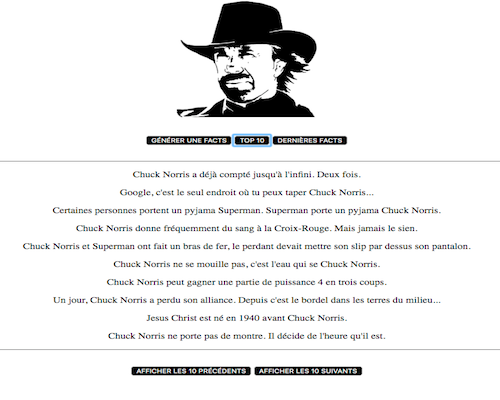 GÉNÉRER UNE FACTS TOP 10 DERNIÈRES FACTS
Chuck Norris a déjà compté jusqu'à l'infini. Deux fois.
Google, c'est le seul endroit où tu peux taper Chuck Norris...
Certaines personnes portent un pyjama Superman. Superman porte un pyjama Chuck Norris.
Chuck Norris donne fréquemment du sang à la Croix-Rouge. Mais jamais le sien.
Chuck Norris et Superman ont fait un bras de fer, le perdant devait mettre son slip par dessus son pantalon.
Chuck Norris ne se mouille pas, c'est l'eau qui se Chuck Norris.
Chuck Norris peut gagner une partie de puissance 4 en trois coups.
Un jour, Chuck Norris a perdu son alliance. Depuis c'est le bordel dans les terres du milieu...
Jesus Christ est né en 1940 avant Chuck Norris.
Chuck Norris ne porte pas de montre. Il décide de l'heure qu'il est.
AFFICHER LES 10 PRÉCÉDENTS AFFICHER LES 10 SUIVANTS